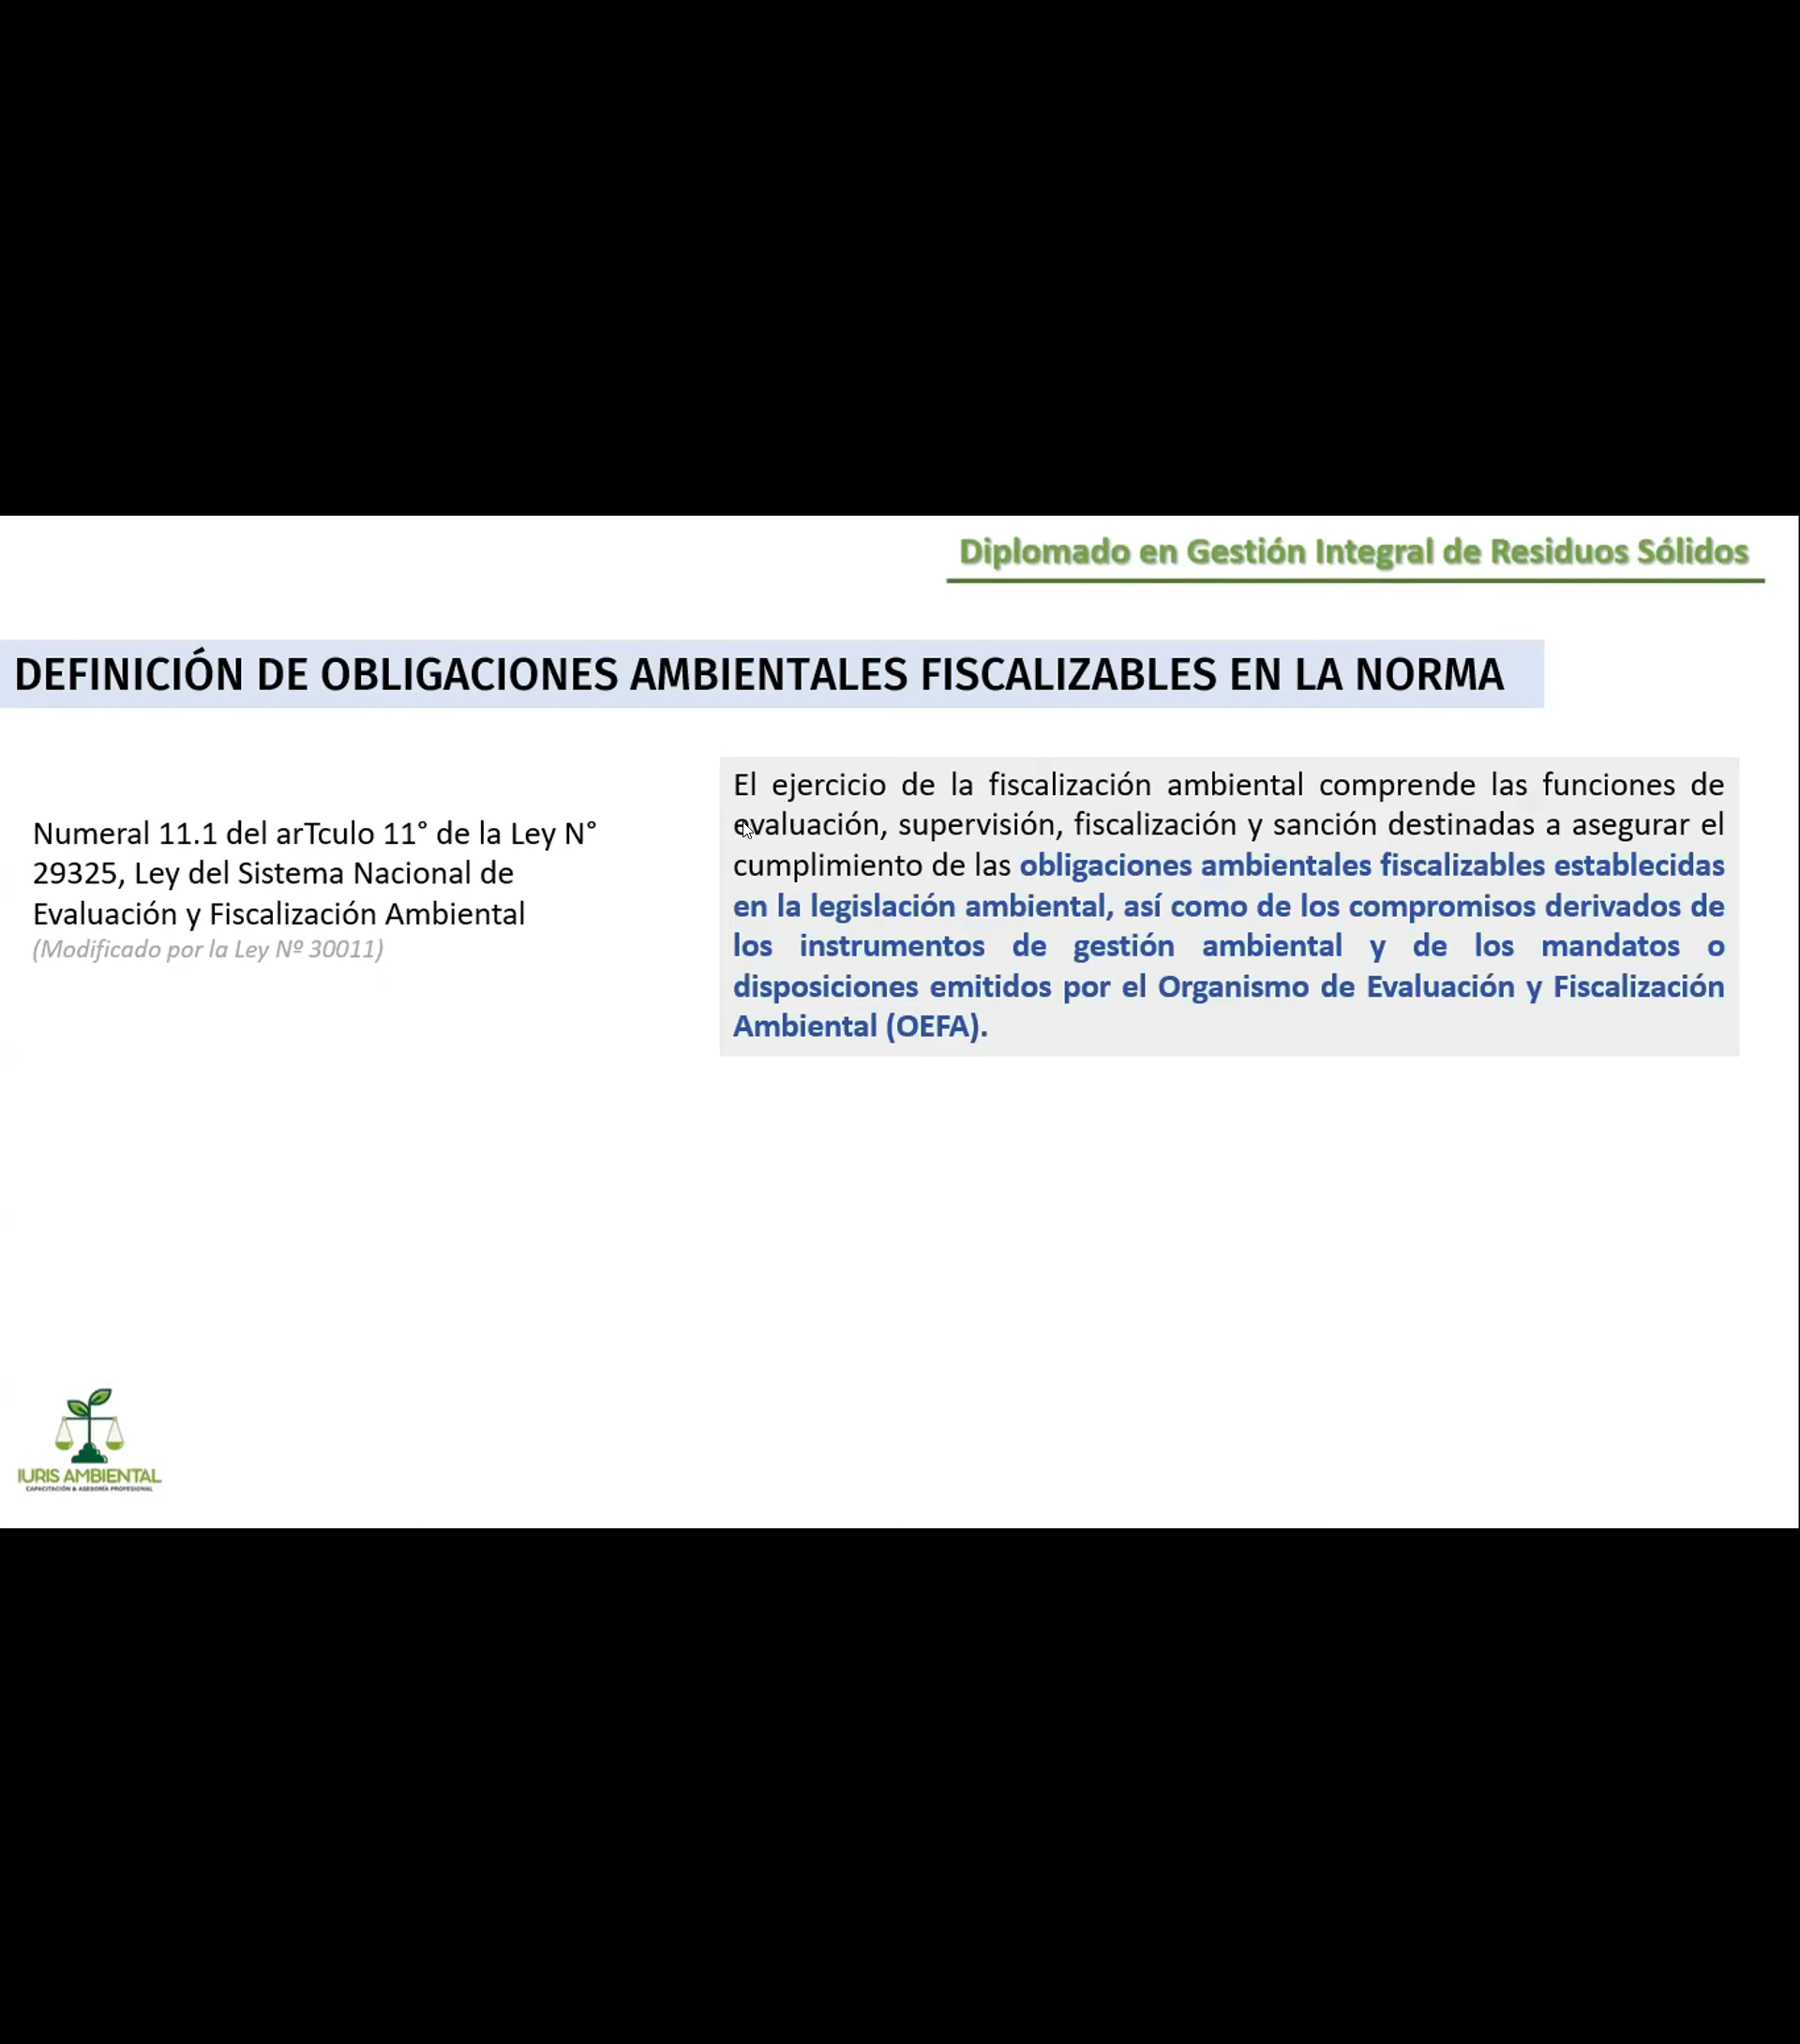 Diplomado en Gestión Integral de Residuos Sólidos
DEFINICIÓN DE OBLIGACIONES AMBIENTALES FISCALIZABLES EN LA NORMA
Numeral 11.1 del arTculo 11° de la Ley N°
29325, Ley del Sistema Nacional de
Evaluación y Fiscalización Ambiental
(Modificado por la Ley Nº 30011)
El ejercicio de la fiscalización ambiental comprende las funciones de
evaluación, supervisión, fiscalización y sanción destinadas a asegurar el
cumplimiento de las obligaciones ambientales fiscalizables establecidas
en la legislación ambiental, así como de los compromisos derivados de
los instrumentos de gestión ambiental y de los mandatos o
disposiciones emitidos por el Organismo de Evaluación y Fiscalización
Ambiental (OEFA).
IURIS AMBIENTAL
CAPACITACIÓN & ASESORÍA PROFESIONAL